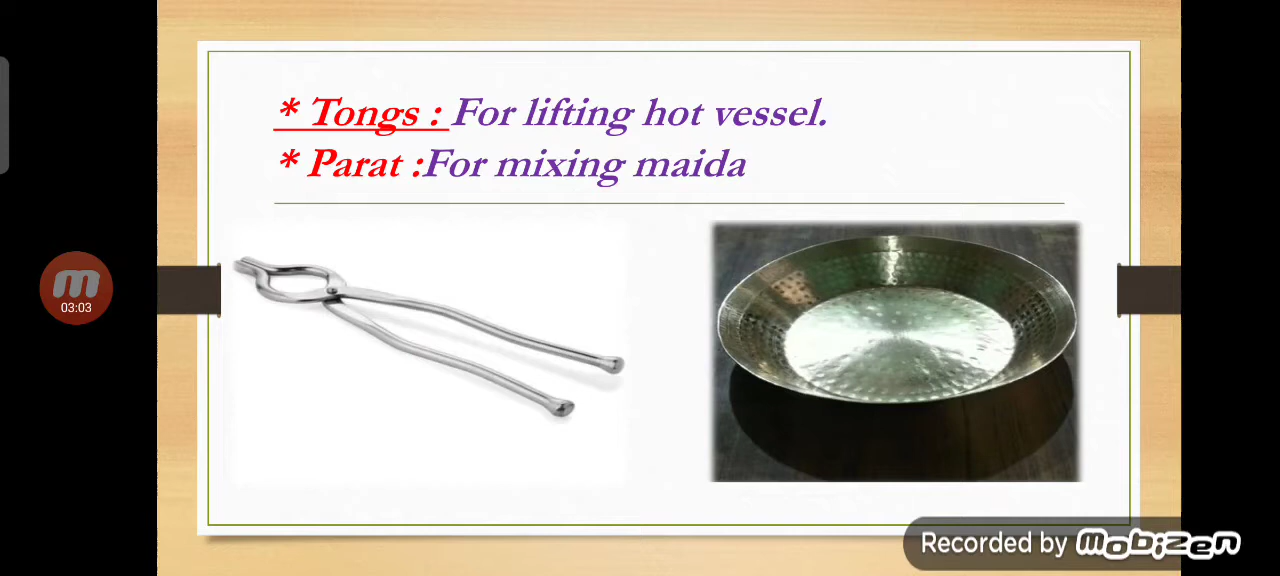 * Tongs : For lifting hot vessel.
* Parat :For mixing maida
03:03
Recorded by Mobizen